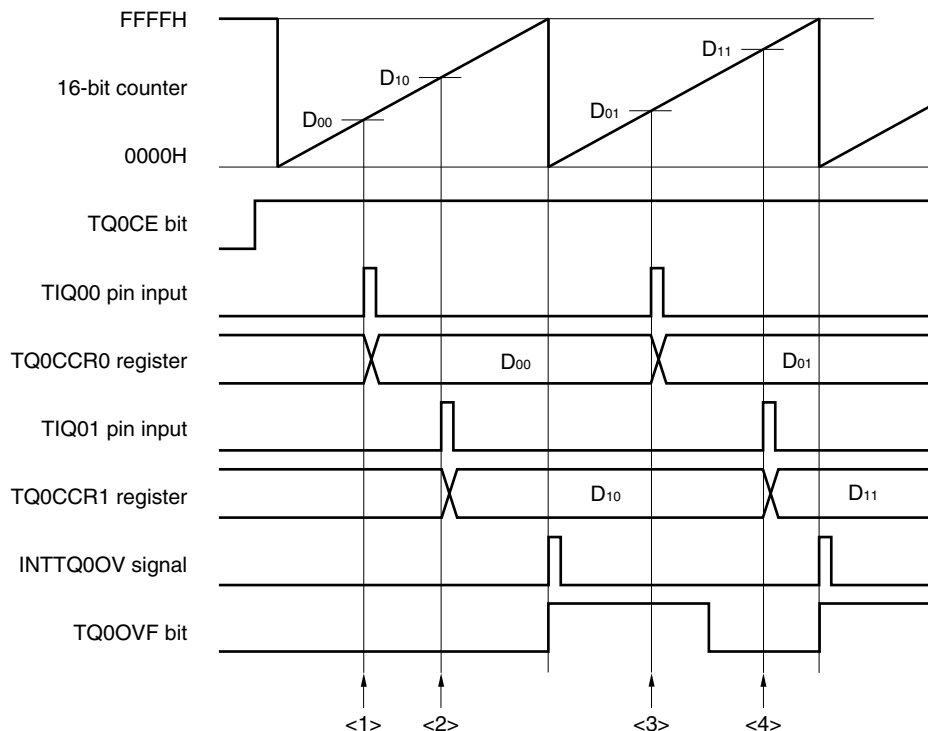 FFFFH
D11
D10
16-bit counter
D01
D00
0000H
TQ0CE bit
TIQ00 pin input
TQ0CCR0 register
D00
D01
TIQ01 pin input
TQ0CCR1 register
D10
D11
INTTQ0OV signal
TQ0OVF bit
<1>
<2>
<3>
<4>